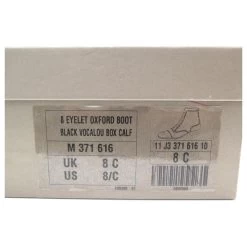 8 EYELET OXFORD BOOT
BLACK VOCALOU BOX CALF
M 371 616
UK 8 C
US 8/C
11 J3 371 616 10
8 C